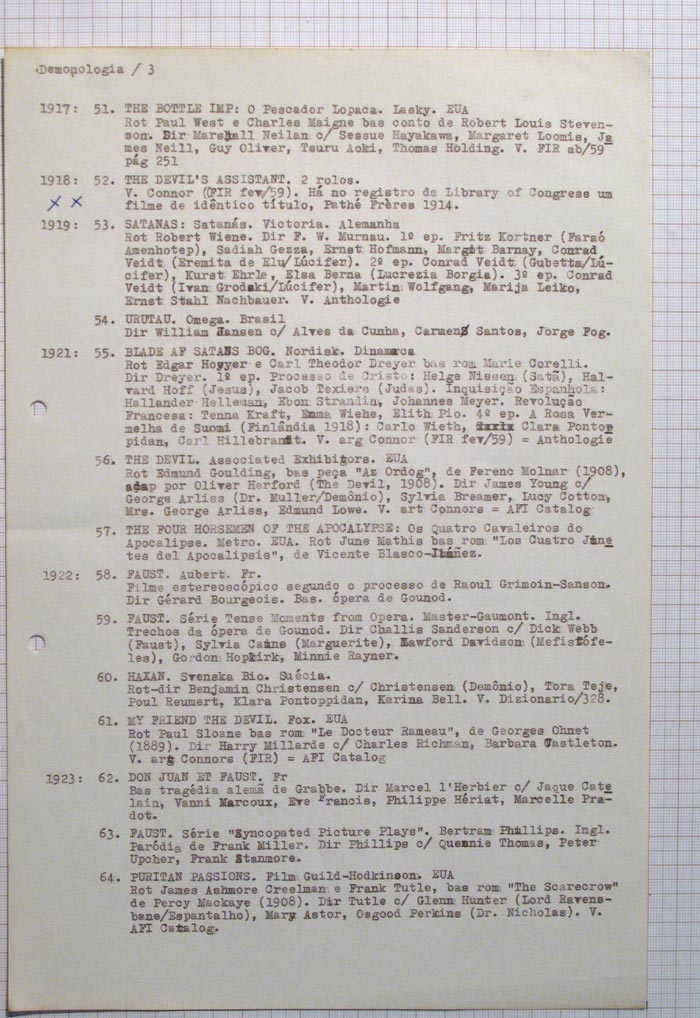 Demonologia / 3
1917: 51. THE BOTTLE IMP: O Pescador Lopaca. Lasky. EUA
Rot Paul West e Charles Maigne bas conto de Robert Louis Steven-
son. Dir Marshall Neilan c/ Sessue Hayakawa, Margaret Loomis, Ja
mes Neill, Guy Oliver, Tsuru Aoki, Thomas Holding. V. FIR ab/59
pág 251
1918: 52. THE DEVIL'S ASSISTANT. 2 rolos.
V. Connor ((FIR fev/59). Há no registro da Library of Congress um
x x filme de idêntico título, Pathé Frères 1914.
1919: 53. SATANAS: Satanás. Victoria. Alemanha
Rot Robert Wiene. Dir F. W. Murnau. 1º ep. Fritz Kortner (Faraó
Amenhotep), Sadiah Gezza, Ernst Hofmann, Margit Barnay, Conrad
Veidt (Eremita de Elu/Lúcifer). 2º ep. Conrad Veidt (Gubetta/Lú-
cifer), Kurst Ehrle, Elsa Berna (Lucrezia Borgia). 3º ep. Conrad
Veidt (Ivan Grodski/Lúcifer), Martin Wolfgang, Marija Leiko,
Ernst Stahl Nachbauer. V. Anthologie
54. URUTAU. Omega. Brasil
Dir William Jansen c/ Alves da Cunha, Carmen Santos, Jorge Fog.
1921: 55. BLADE AF SATANS BOG. Nordisk. Dinamarca
Rot Edgar Hoyyer e Carl Theodor Dreyer bas rom Marie Corelli.
Dir Dreyer. 1º ep. Processo de Cristo: Helge Nissen (Satã), Hal-
vard Hoff (Jesus), Jacob Texiere (Judas). Inquisição Espanhola:
Hallander Helleman, Ebon Strandin, Johannes Meyer. Revolução
Francesa: Tenna Kraft, Emma Wiehe, Elith Pio. 4º ep. A Rosa Ver-
melha de Suomi (Finlândia 1918): Carlo Wieth, Clara Pontop
pidan, Carl Hillebrandt. V. arg Connor (FIR fev/59) = Anthologie
56. THE DEVIL. Associated Exhibitors. EUA
Rot Edmund Goulding, bas peça "Az Ordog", de Ferenc Molnar (1908),
adap por Oliver Herford (The Devil, 1908). Dir James Young c/
George Arliss (Dr. Muller/Demônio), Sylvia Breamer, Lucy Cotton,
Mrs. George Arliss, Edmund Lowe. V. art Connors = AFI Catalog
57. THE FOUR HORSEMEN OF THE APOCALYPSE: Os Quatro Cavaleiros do
Apocalipse. Metro. EUA. Rot June Mathis bas rom "Los Cuatro Jine
tes del Apocalipsis", de Vicente Blasco-Ibáñez.
1922: 58. FAUST. Aubert. Fr.
Filme estereoscópico segundo o processo de Raoul Grimoin-Sanson.
Dir Gérard Bourgeois. Bas. ópera de Gounod.
59. FAUST. Série Tense Moments from Opera. Master-Gaumont. Ingl.
Trechos da ópera de Gounod. Dir Challis Sanderson c/ Dick Webb
(Faust), Sylvia Caine (Marguerite), Lawford Davidson (Mefistófe-
les), Gordon Hopkirk, Minnie Rayner.
60. HAXAN. Svenska Bio. Suécia.
Rot-dir Benjamin Christensen c/ Christensen (Demônio), Tora Teje,
Poul Reumert, Klara Pontoppidan, Karina Bell. V. Dizionario/328.
61. MY FRIEND THE DEVIL. Fox. EUA
Rot Paul Sloane bas rom "Le Docteur Rameau", de Georges Ohnet
(1889). Dir Harry Millards c/ Charles Richman, Barbara Castleton.
V. arg Connors (FIR) = AFI Catalog
1923: 62. DON JUAN ET FAUST. Fr
Bas tragédia alemã de Grabbe. Dir Marcel l'Herbier c/ Jaque Cate
lain, Vanni Marcoux, Eve Francis, Philippe Hériat, Marcelle Pra-
dot.
63. FAUST. Série "Syncopated Picture Plays". Bertram Phillips. Ingl.
Paródia de Frank Miller. Dir Phillips c/ Queenie Thomas, Peter
Upcher, Frank Stanmore.
64. PURITAN PASSIONS. Film Guild-Hodkinson. EUA
Rot James Ashmore Creelman e Frank Tutle, bas rom "The Scarecrow"
de Percy Mackaye (1908). Dir Tutle c/ Glenn Hunter (Lord Ravens-
bane/Espantalho), Mary Astor, Osgood Perkins (Dr. Nicholas). V.
AFI Catalog.